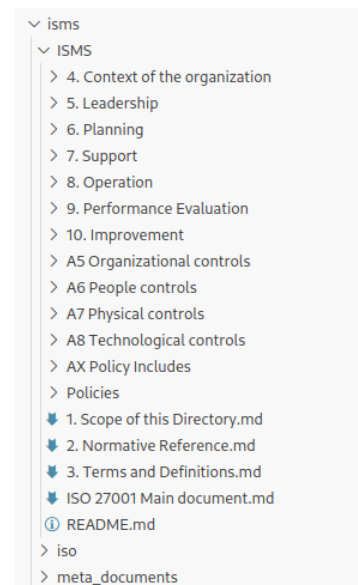 isms
ISMS
4. Context of the organization
5. Leadership
6. Planning
7. Support
8. Operation
9. Performance Evaluation
10. Improvement
A5 Organizational controls
A6 People controls
A7 Physical controls
A8 Technological controls
AX Policy Includes
Policies
1. Scope of this Directory.md
2. Normative Reference.md
3. Terms and Definitions.md
ISO 27001 Main document.md
README.md
iso
meta_documents